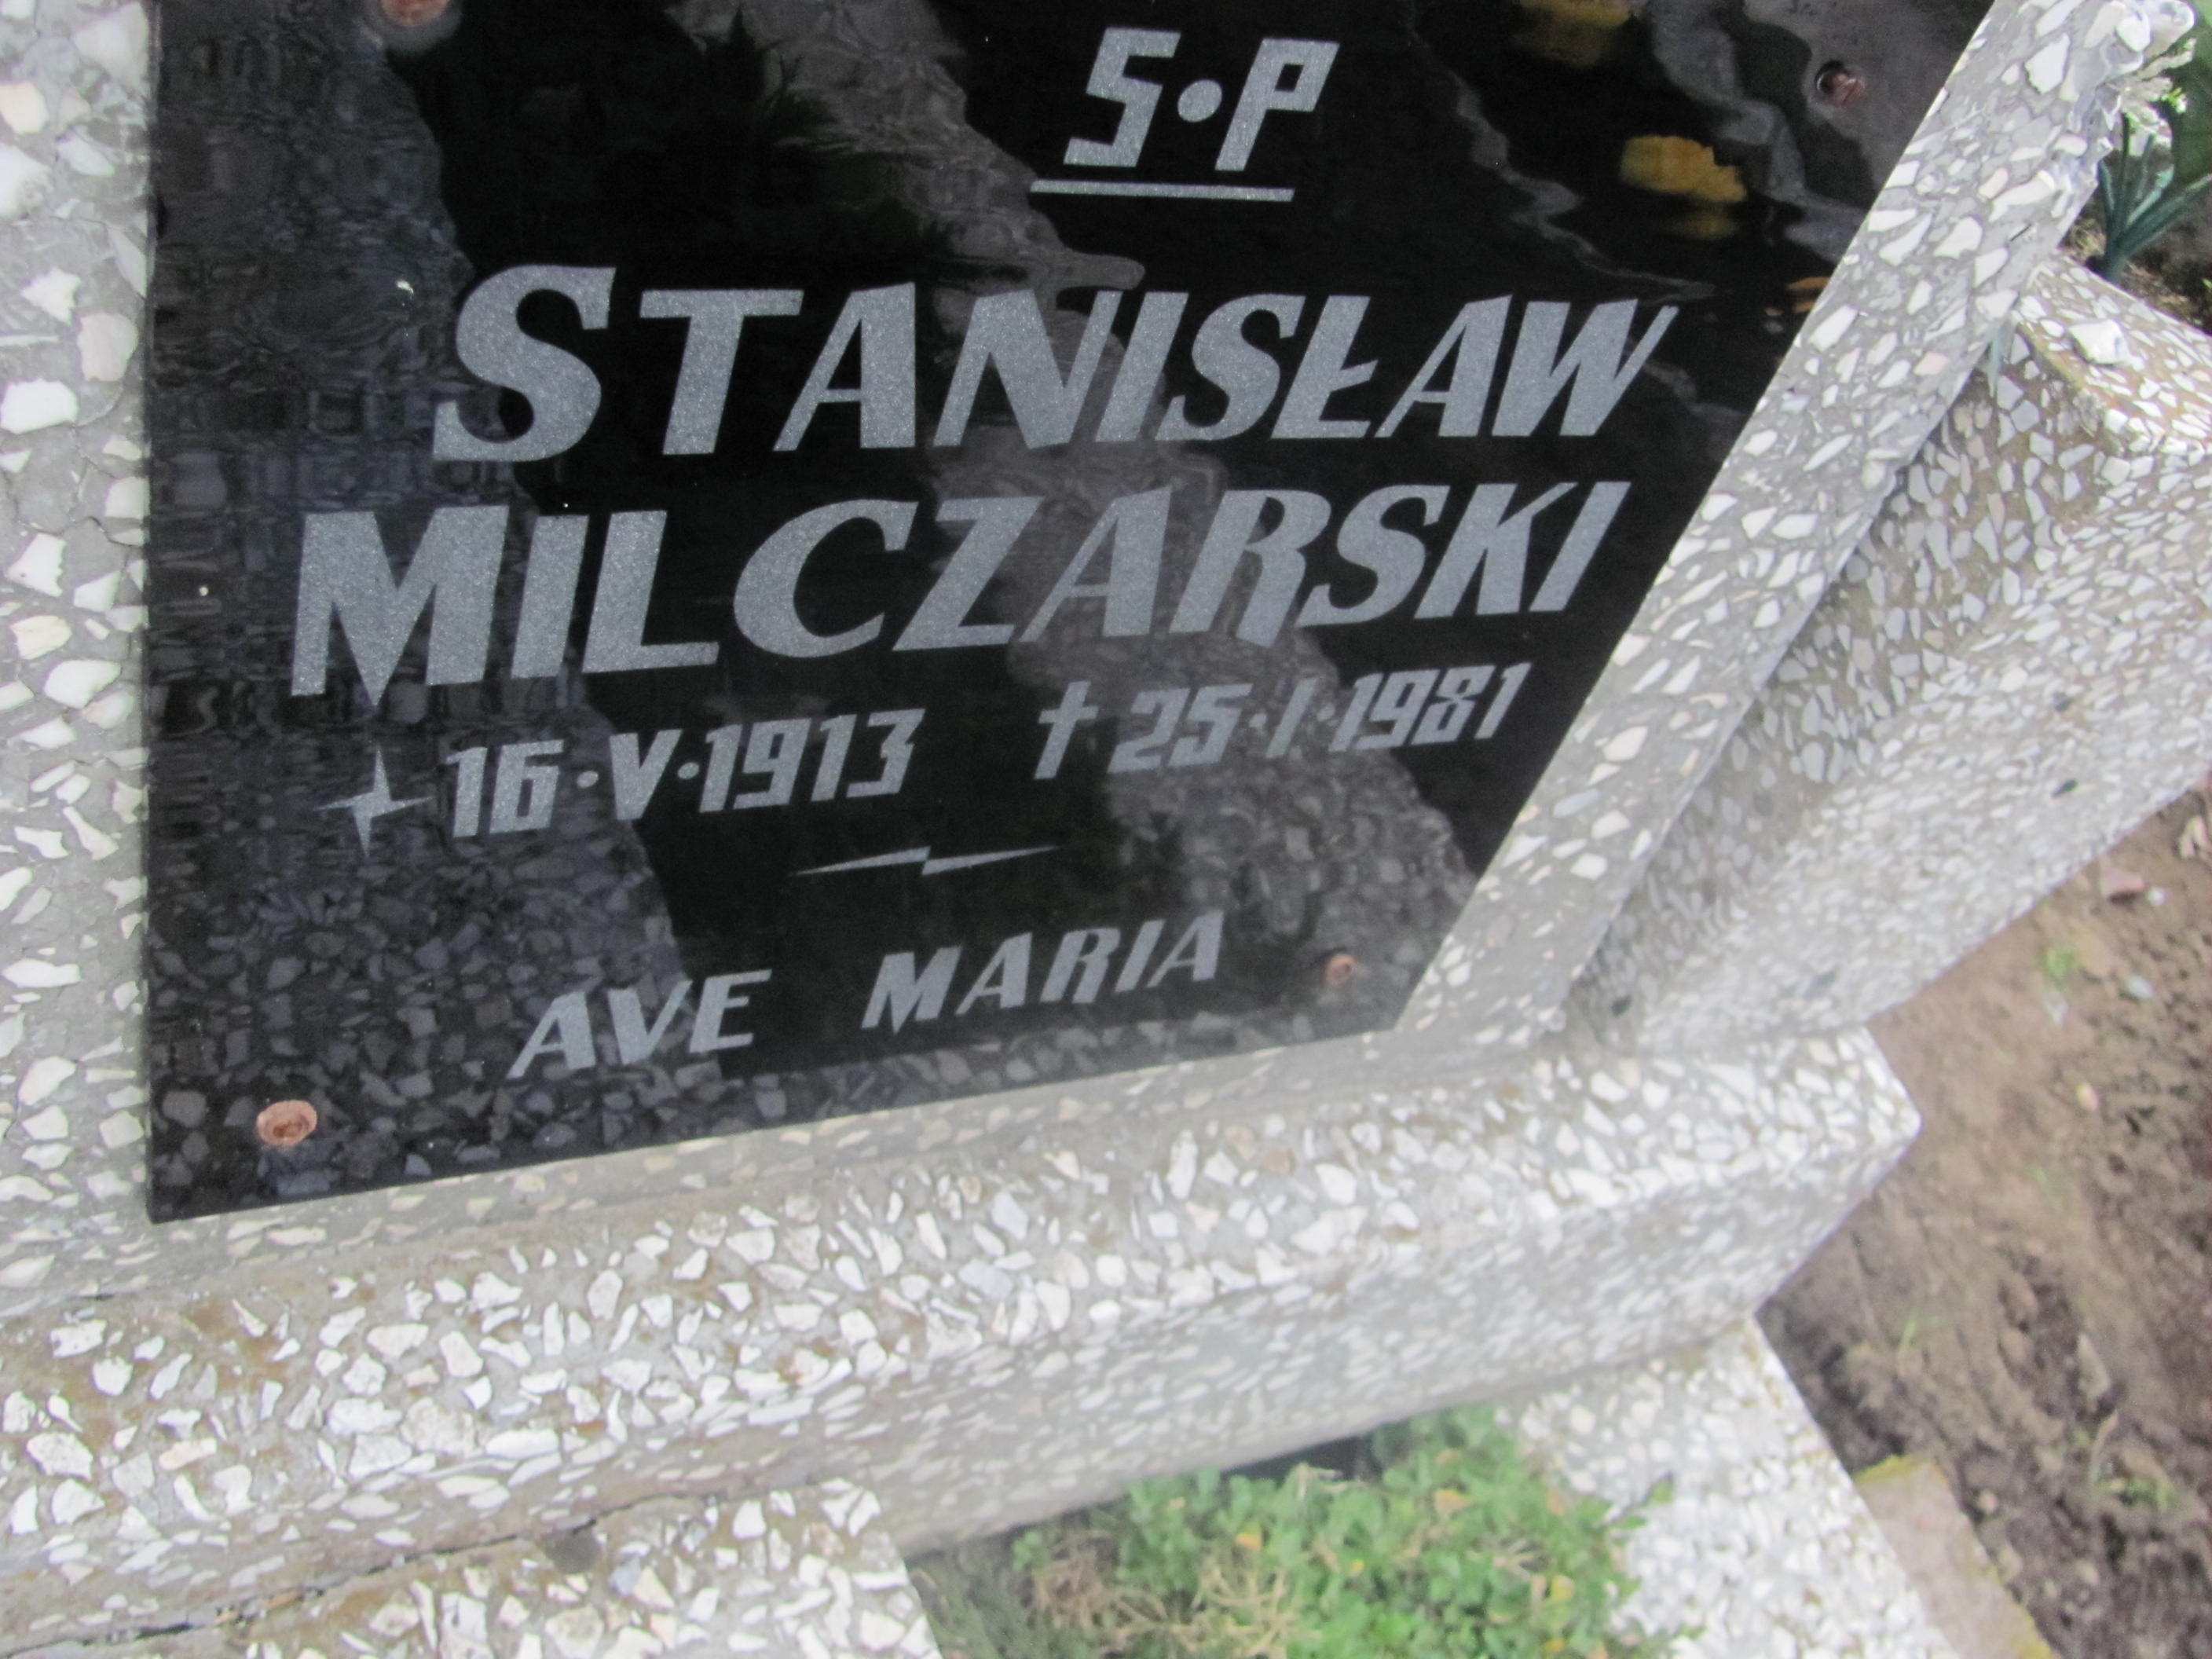 S•P
STANISŁAW
MILCZARSKI
16•V•1913 † 25•I•1981
AVE MARIA